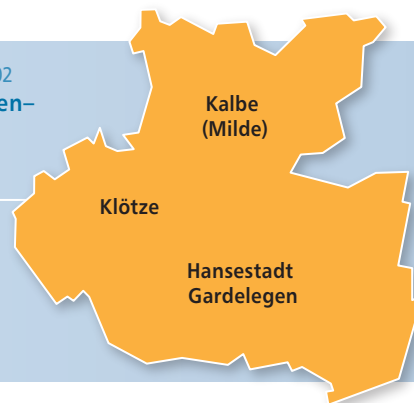 02
en–
Kalbe
(Milde)
Klötze
Hansestadt
Gardelegen